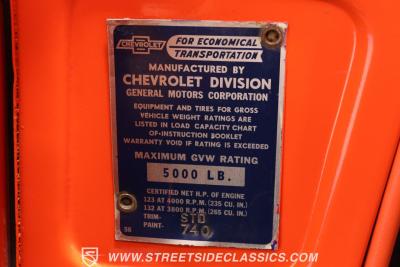 CHEVROLET
FOR ECONOMICAL
TRANSPORTATION
MANUFACTURED BY
CHEVROLET DIVISION
GENERAL MOTORS CORPORATION
EQUIPMENT AND TIRES FOR GROSS
VEHICLE WEIGHT RATINGS ARE
LISTED IN LOAD CAPACITY CHART
OF-INSTRUCTION BOOKLET
WARRANTY VOID IF RATING IS EXCEEDED
MAXIMUM GVW RATING
5000 LB.
CERTIFIED NET H.P. OF ENGINE
123 AT 4000 R.P.M. (235 CU. IN.)
132 AT 3800 R.P.M. (265 CU. IN.)
TRIM- STD
PAINT- 740
56
STREETSIDECLASSICS.COM